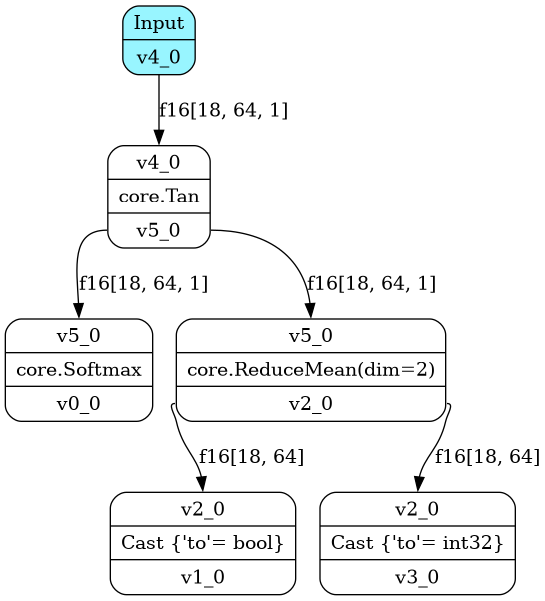 Input
v4_0
f16[18, 64, 1]
v4_0
core.Tan
v5_0
f16[18, 64, 1]
f16[18, 64, 1]
v5_0
core.Softmax
v0_0
v5_0
core.ReduceMean(dim=2)
v2_0
f16[18, 64]
f16[18, 64]
v2_0
Cast {'to'= bool}
v1_0
v2_0
Cast {'to'= int32}
v3_0